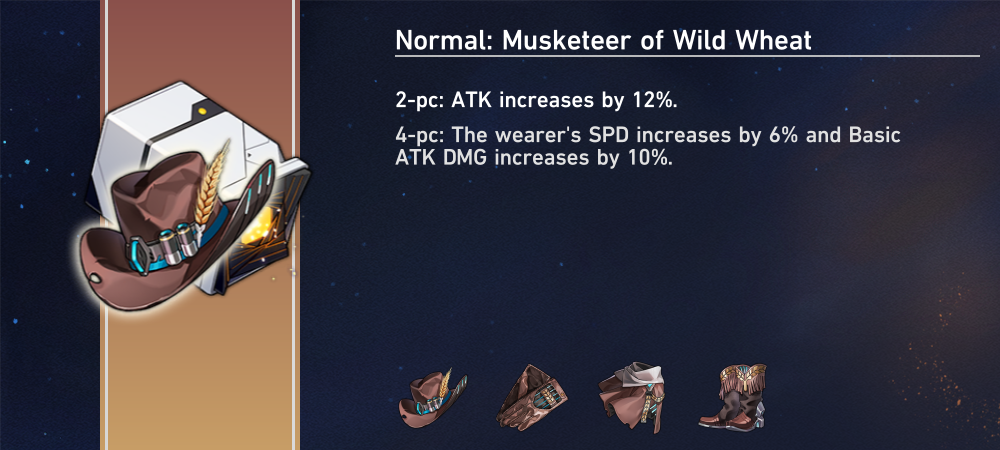 Normal: Musketeer of Wild Wheat
2-pc: ATK increases by 12%.
4-pc: The wearer's SPD increases by 6% and Basic
ATK DMG increases by 10%.